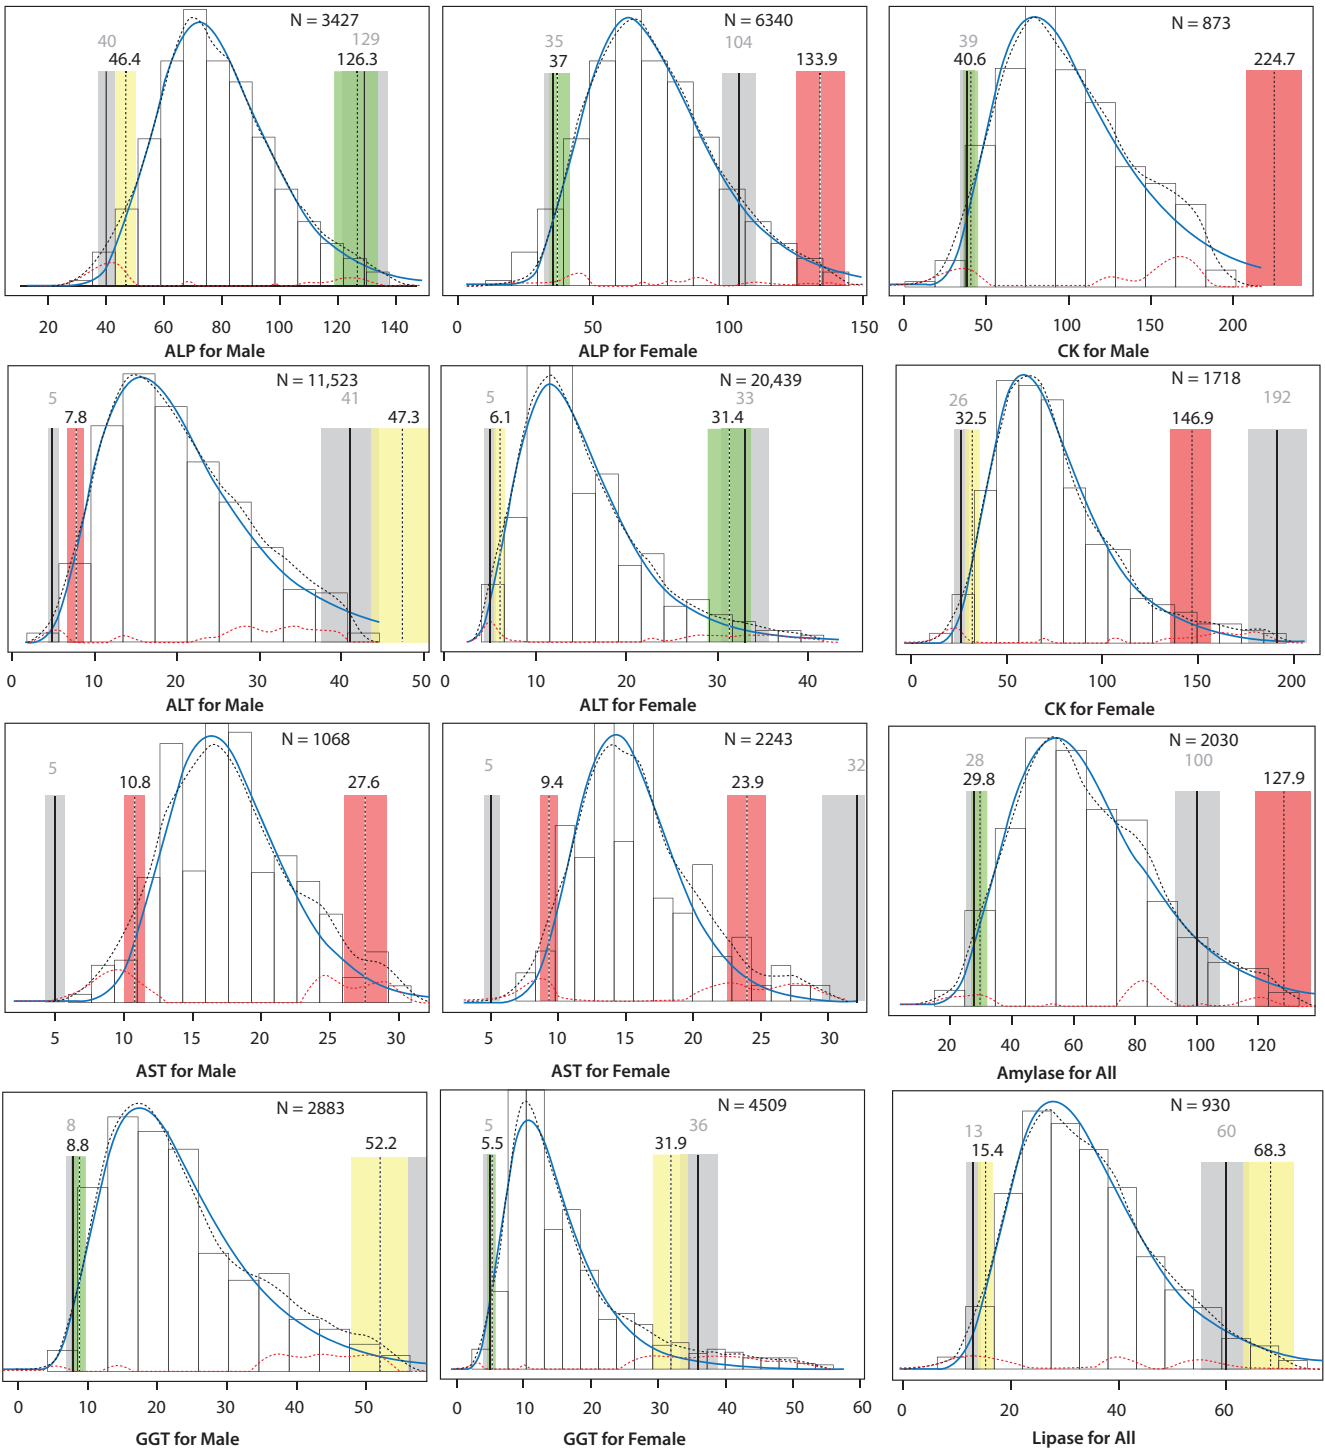 N = 3427
40
129
46.4
126.3
20 40 60 80 100 120 140
ALP for Male
N = 6340
35
104
37
133.9
0 50 100 150
ALP for Female
N = 873
39
40.6
224.7
0 50 100 150 200
CK for Male
N = 11,523
5
41
7.8
47.3
0 10 20 30 40 50
ALT for Male
N = 20,439
5
33
6.1
31.4
0 10 20 30 40
ALT for Female
N = 1718
26
192
32.5
146.9
0 50 100 150 200
CK for Female
N = 1068
5
10.8
27.6
5 10 15 20 25 30
AST for Male
N = 2243
5
32
9.4
23.9
5 10 15 20 25 30
AST for Female
N = 2030
28
100
29.8
127.9
20 40 60 80 100 120
Amylase for All
N = 2883
8
8.8
52.2
0 10 20 30 40 50
GGT for Male
N = 4509
5
36
5.5
31.9
0 10 20 30 40 50 60
GGT for Female
N = 930
13
60
15.4
68.3
0 20 40 60
Lipase for All